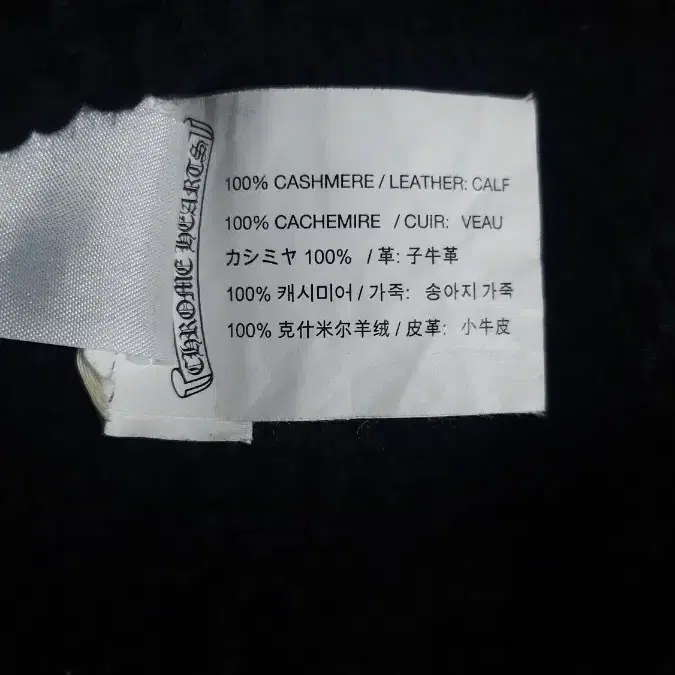 CHROME HEARTS
100% CASHMERE / LEATHER: CALF
100% CACHEMIRE / CUIR: VEAU
カシミヤ 100% / 革: 子牛革
100% 캐시미어 / 가죽: 송아지 가죽
100% 克什米尔羊绒 / 皮革: 小牛皮